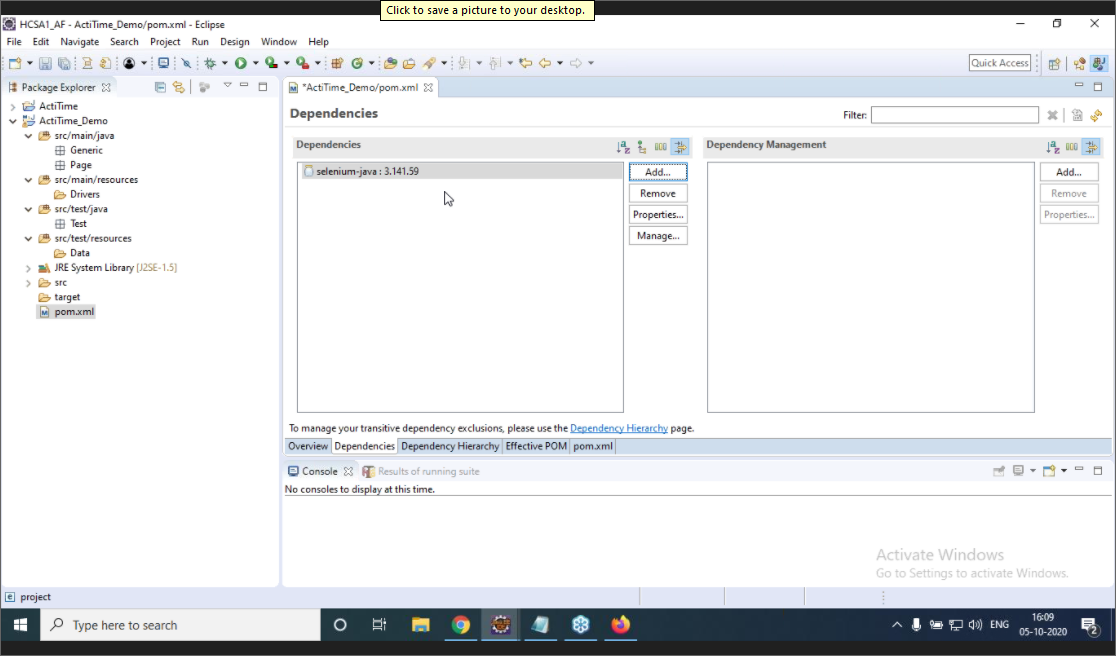 Click to save a picture to your desktop.
HCSA1_AF - ActiTime_Demo/pom.xml - Eclipse
File Edit Navigate Search Project Run Design Window Help
Quick Access
Package Explorer
*ActiTime_Demo/pom.xml
ActiTime
ActiTime_Demo
src/main/java
Generic
Page
src/main/resources
Drivers
src/test/java
Test
src/test/resources
Data
JRE System Library [J2SE-1.5]
src
target
pom.xml
Dependencies
Filter:
Dependencies
selenium-java : 3.141.59
Add...
Remove
Properties...
Manage...
Dependency Management
Add...
Remove
Properties...
To manage your transitive dependency exclusions, please use the Dependency Hierarchy page.
Overview Dependencies Dependency Hierarchy Effective POM pom.xml
Console Results of running suite
No consoles to display at this time.
Activate Windows
Go to Settings to activate Windows.
project
Type here to search
ENG
16:09
05-10-2020
2